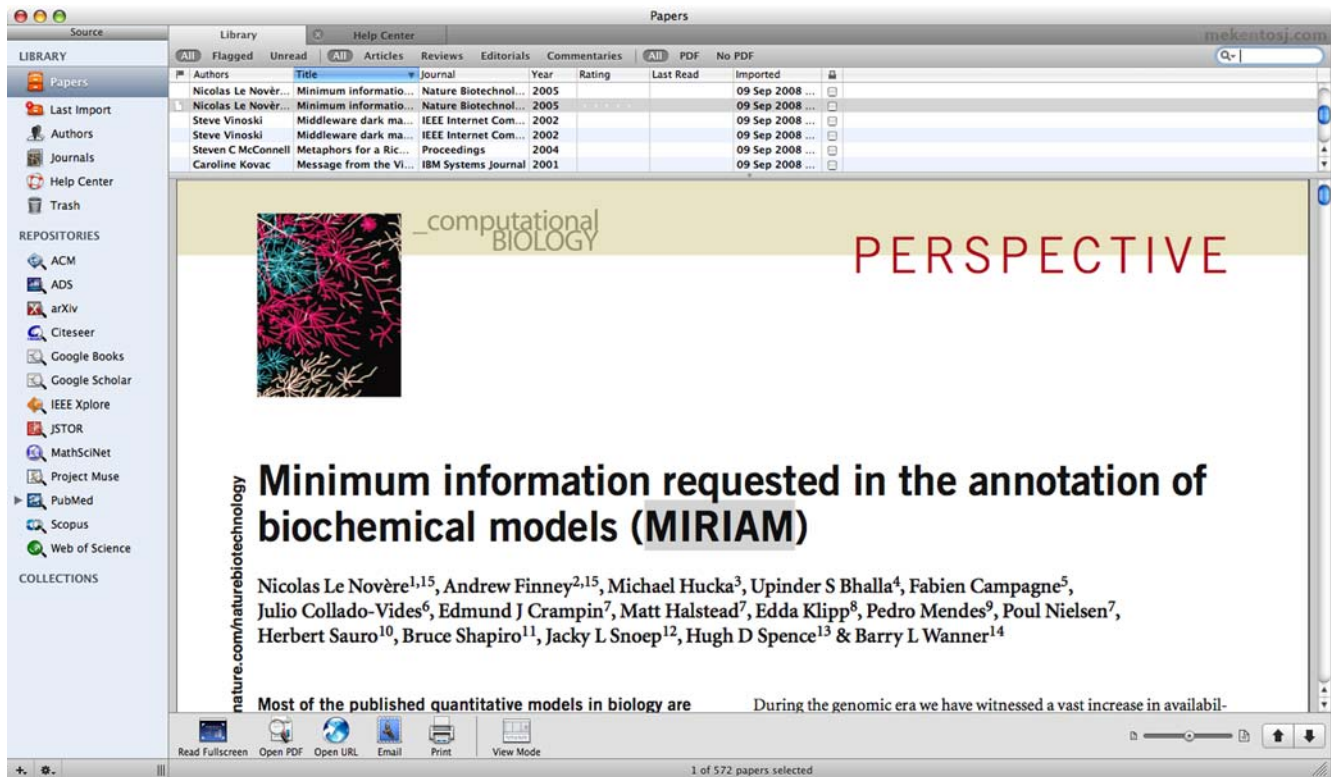 Papers
Source
Library
Help Center
mekentosj.com
LIBRARY
All Flagged Unread All Articles Reviews Editorials Commentaries All PDF No PDF
Authors Title Journal Year Rating Last Read Imported
Nicolas Le Novèr... Minimum informatio... Nature Biotechnol... 2005 09 Sep 2008 ...
Nicolas Le Novèr... Minimum informatio... Nature Biotechnol... 2005 09 Sep 2008 ...
Steve Vinoski Middleware dark ma... IEEE Internet Com... 2002 09 Sep 2008 ...
Steve Vinoski Middleware dark ma... IEEE Internet Com... 2002 09 Sep 2008 ...
Steven C McConnell Metaphors for a Ric... Proceedings 2004 09 Sep 2008 ...
Caroline Kovac Message from the Vi... IBM Systems Journal 2001 09 Sep 2008 ...
Papers
Last Import
Authors
Journals
Help Center
Trash
REPOSITORIES
ACM
ADS
arXiv
Citeseer
Google Books
Google Scholar
IEEE Xplore
JSTOR
MathSciNet
Project Muse
PubMed
Scopus
Web of Science
COLLECTIONS
_computational
BIOLOGY
PERSPECTIVE
nature.com/naturebiotechnology
Minimum information requested in the annotation of
biochemical models (MIRIAM)
Nicolas Le Novère1,15, Andrew Finney2,15, Michael Hucka3, Upinder S Bhalla4, Fabien Campagne5,
Julio Collado-Vides6, Edmund J Crampin7, Matt Halstead7, Edda Klipp8, Pedro Mendes9, Poul Nielsen7,
Herbert Sauro10, Bruce Shapiro11, Jacky L Snoep12, Hugh D Spence13 & Barry L Wanner14
Most of the published quantitative models in biology are
During the genomic era we have witnessed a vast increase in availabil-
Read Fullscreen Open PDF Open URL Email Print View Mode
1 of 572 papers selected